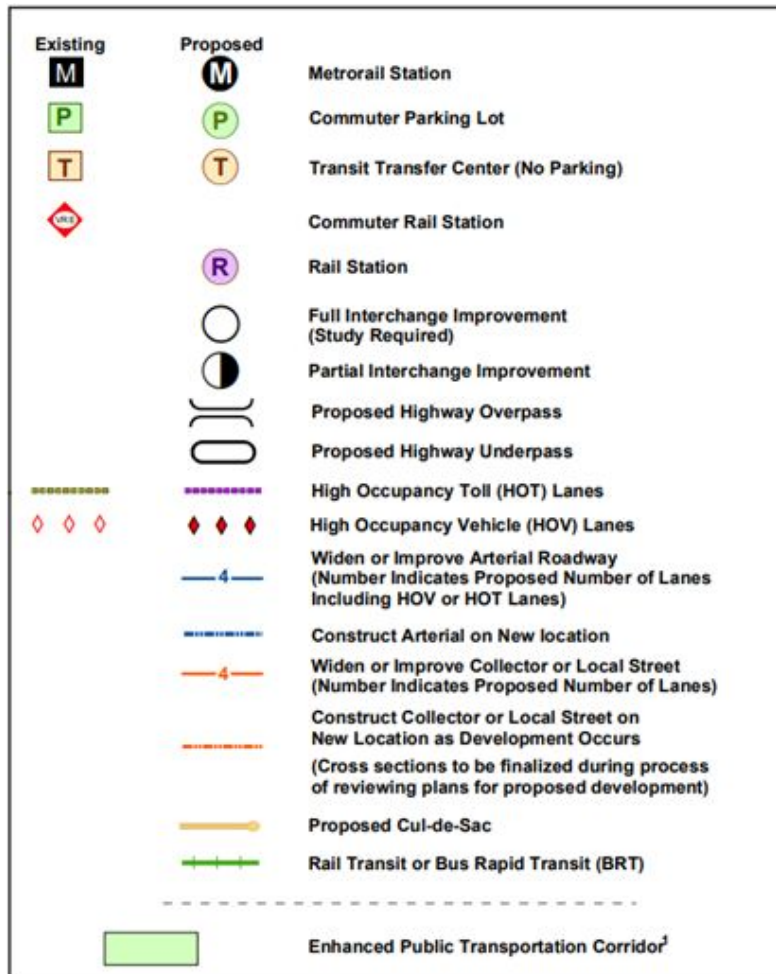 Existing Proposed
M M Metrorail Station
P P Commuter Parking Lot
T T Transit Transfer Center (No Parking)
VRE Commuter Rail Station
R Rail Station
Full Interchange Improvement
(Study Required)
Partial Interchange Improvement
Proposed Highway Overpass
Proposed Highway Underpass
High Occupancy Toll (HOT) Lanes
High Occupancy Vehicle (HOV) Lanes
Widen or Improve Arterial Roadway
4 (Number Indicates Proposed Number of Lanes
Including HOV or HOT Lanes)
Construct Arterial on New location
4 Widen or Improve Collector or Local Street
(Number Indicates Proposed Number of Lanes)
Construct Collector or Local Street on
New Location as Development Occurs
(Cross sections to be finalized during process
of reviewing plans for proposed development)
Proposed Cul-de-Sac
Rail Transit or Bus Rapid Transit (BRT)
Enhanced Public Transportation Corridor¹